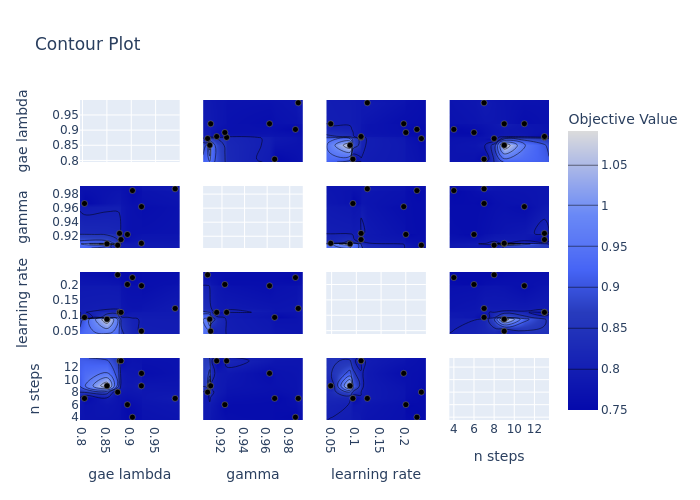 Contour Plot
Objective Value
gae lambda
0.95
0.9
0.85
0.8
gamma
0.98
0.96
0.94
0.92
learning rate
0.2
0.15
0.1
0.05
n steps
12
10
8
6
4
0.8 0.85 0.9 0.95
0.92 0.94 0.96 0.98
0.05 0.1 0.15 0.2
4 6 8 10 12
gae lambda
gamma
learning rate
n steps
1.05
1
0.95
0.9
0.85
0.8
0.75